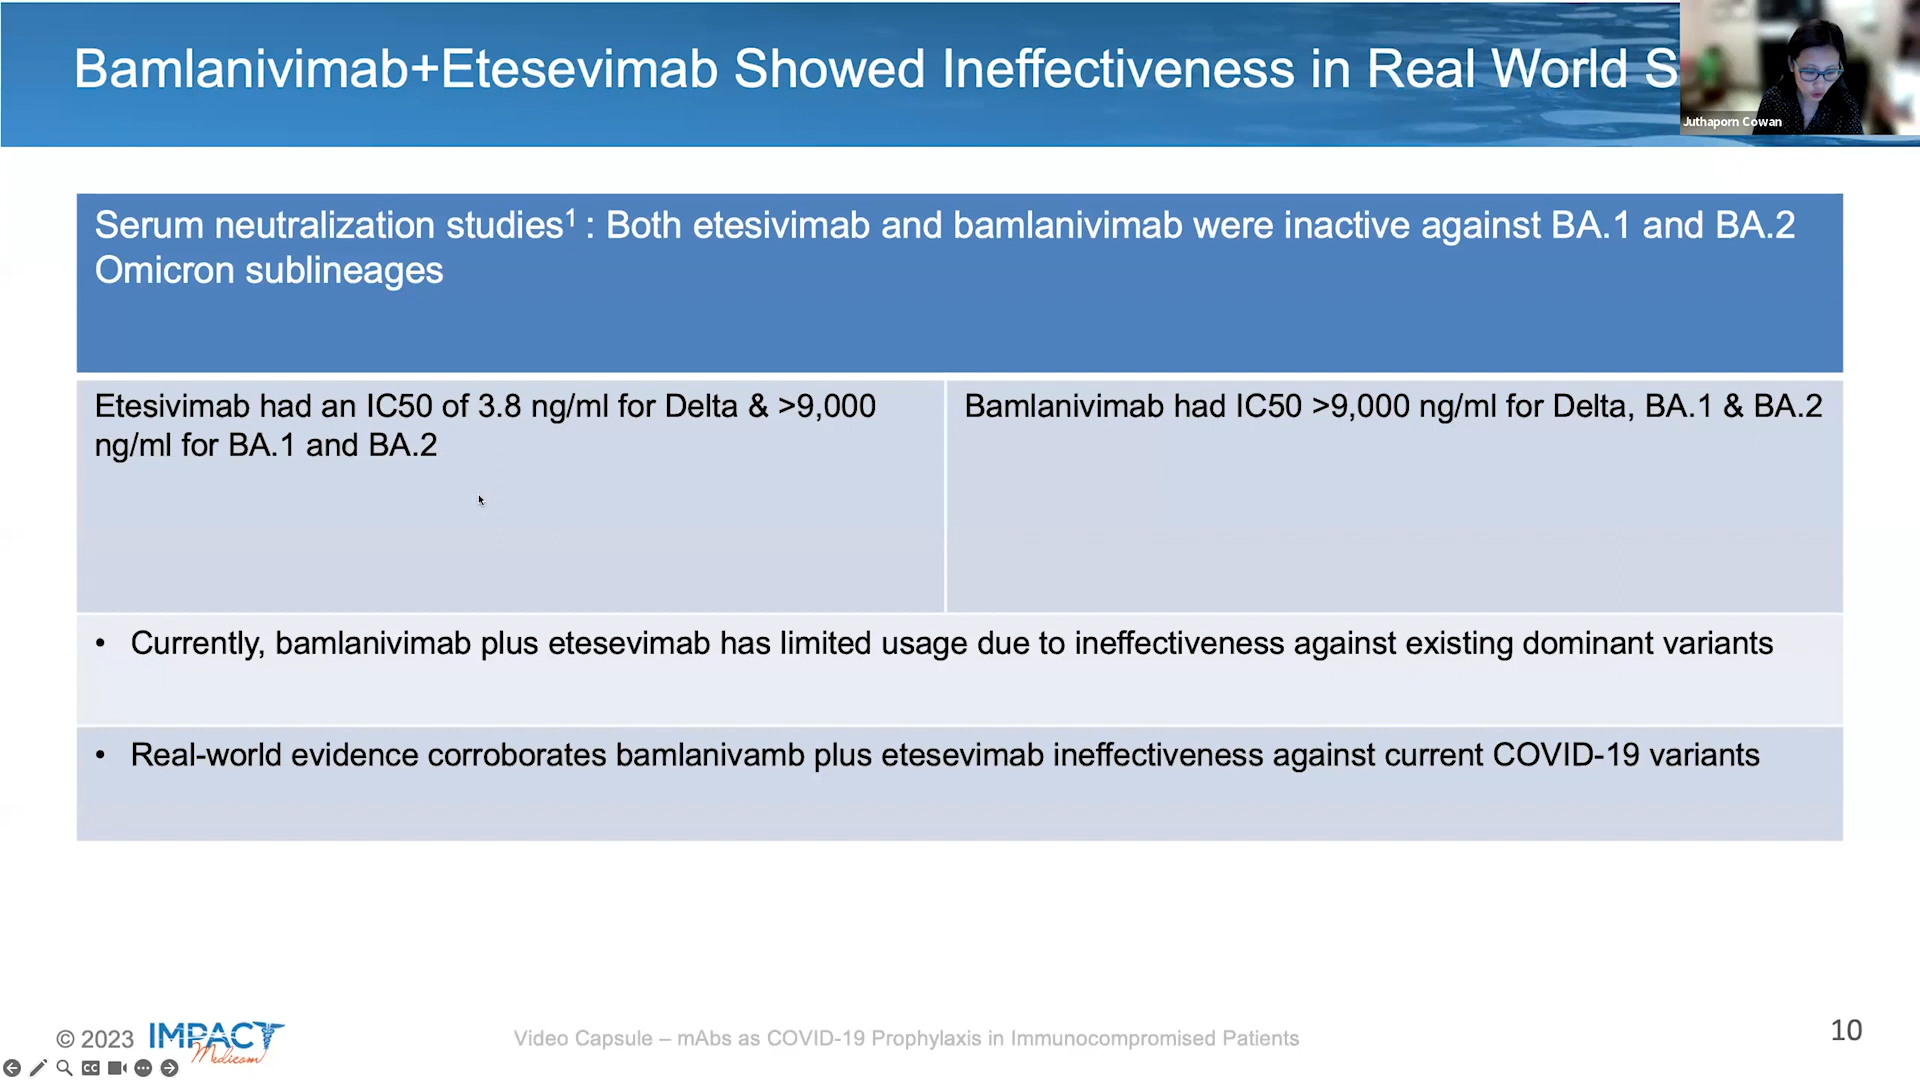 Bamlanivimab+Etesevimab Showed Ineffectiveness in Real World S
Juthaporn Cowan
Serum neutralization studies¹ : Both etesivimab and bamlanivimab were inactive against BA.1 and BA.2
Omicron sublineages
Etesivimab had an IC50 of 3.8 ng/ml for Delta & >9,000
ng/ml for BA.1 and BA.2
Bamlanivimab had IC50 >9,000 ng/ml for Delta, BA.1 & BA.2
• Currently, bamlanivimab plus etesevimab has limited usage due to ineffectiveness against existing dominant variants
• Real-world evidence corroborates bamlanivamb plus etesevimab ineffectiveness against current COVID-19 variants
© 2023 IMPACT
Medicom
Video Capsule – mAbs as COVID-19 Prophylaxis in Immunocompromised Patients
10
CC